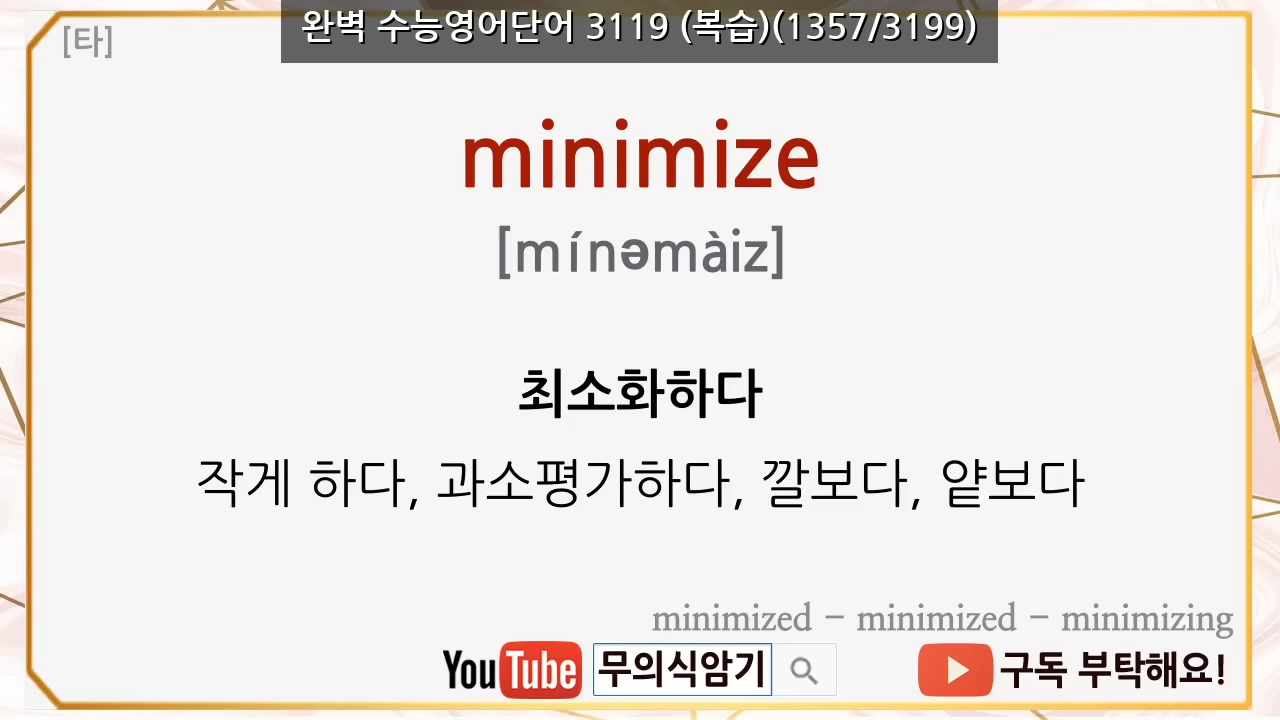 완벽 수능영어단어 3119 (복습)(1357/3199)
[타]
minimize
[mínəmàiz]
최소화하다
작게 하다, 과소평가하다, 깔보다, 얕보다
minimized - minimized - minimizing
YouTube 무의식암기 구독 부탁해요!